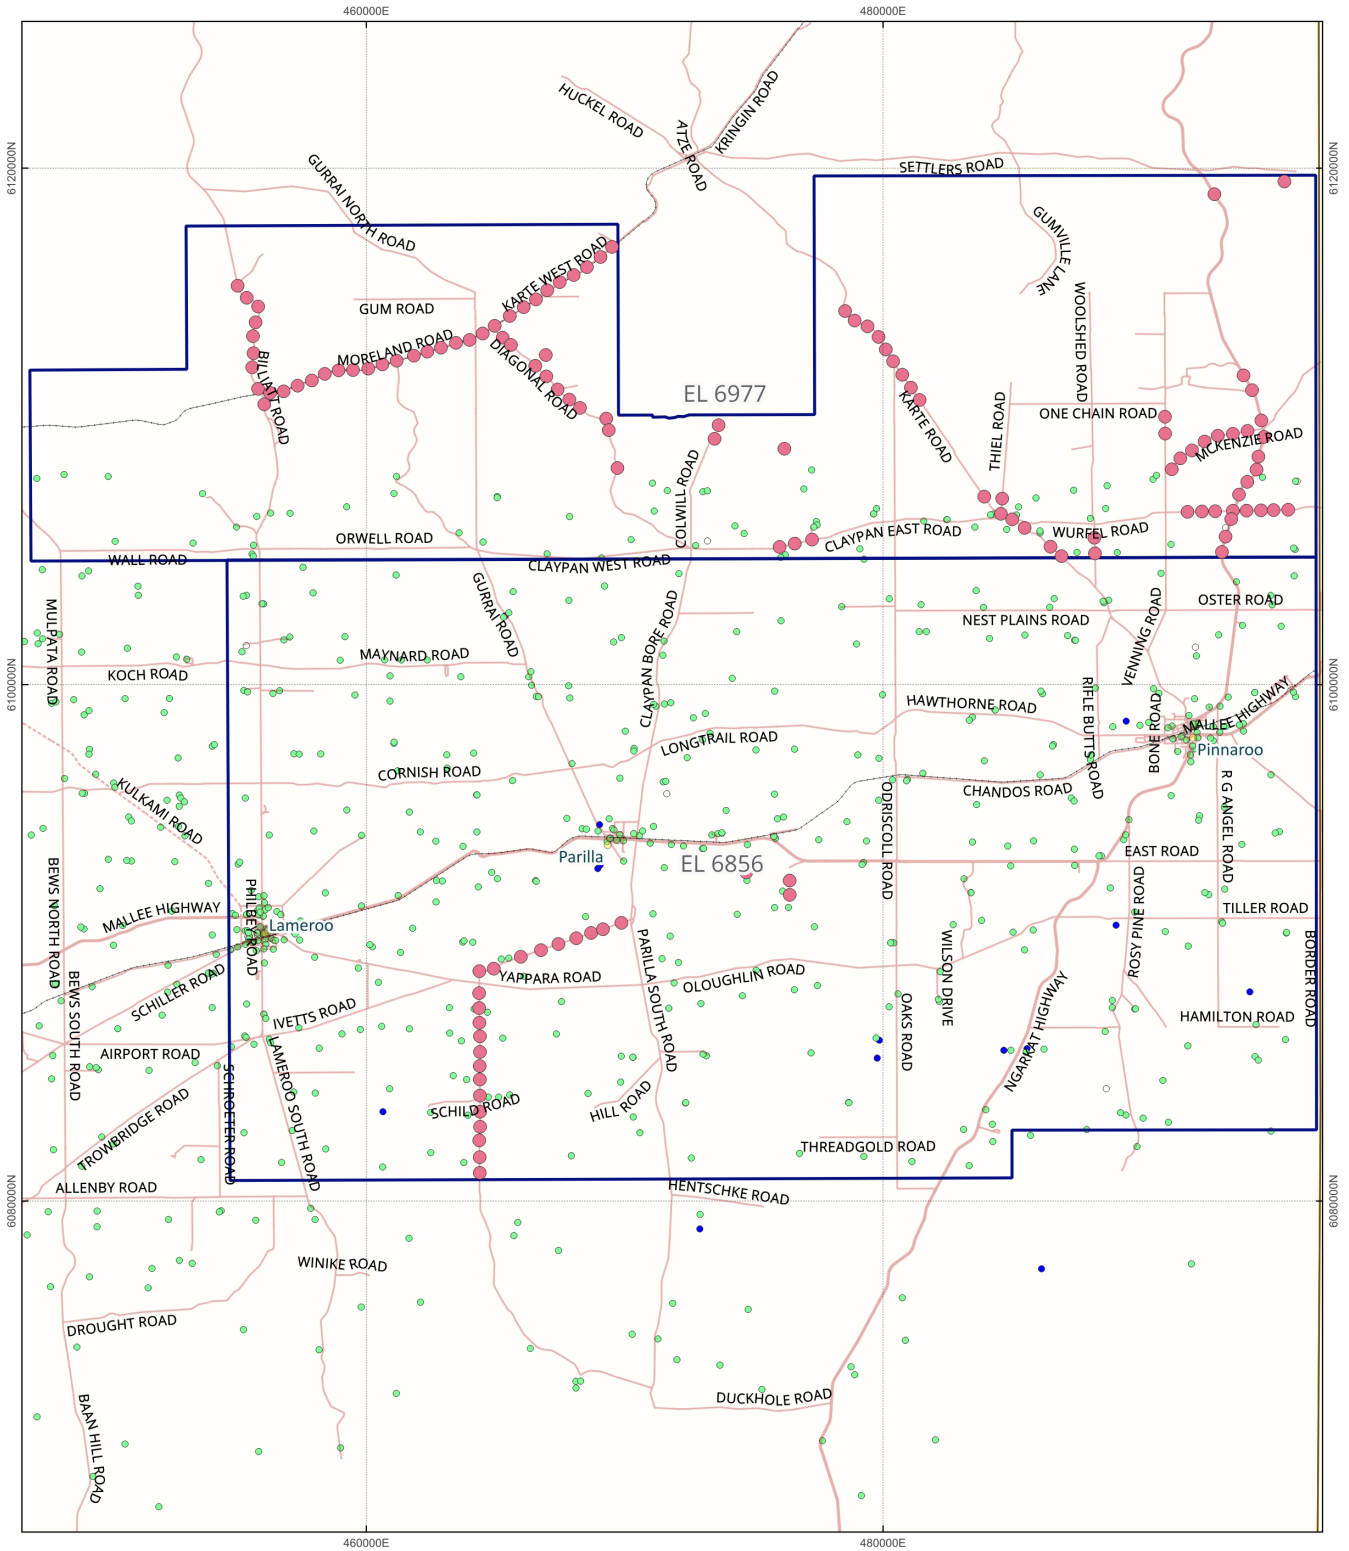 460000E
480000E
HUCKEL ROAD
ATZE ROAD
KRINGIN ROAD
6120000N
6120000N
GURRAI NORTH ROAD
SETTLERS ROAD
GUMVILLE LANE
KARTE WEST ROAD
GUM ROAD
WOOLSHED ROAD
MORELAND ROAD
DIAGONAL ROAD
BILLIATT ROAD
EL 6977
KARTE ROAD
THIEL ROAD
ONE CHAIN ROAD
MCKENZIE ROAD
COLWILL ROAD
ORWELL ROAD
CLAYPAN EAST ROAD
WURFEL ROAD
WALL ROAD
CLAYPAN WEST ROAD
MULPATA ROAD
GURRAI ROAD
CLAYPAN BORE ROAD
NEST PLAINS ROAD
VENNING ROAD
OSTER ROAD
MAYNARD ROAD
KOCH ROAD
6100000N
6100000N
HAWTHORNE ROAD
RIFLE BUTTS ROAD
BONE ROAD
MALLEE HIGHWAY
Pinnaroo
LONGTRAIL ROAD
CORNISH ROAD
KULKAMI ROAD
ODRISCOLL ROAD
CHANDOS ROAD
R G ANGEL ROAD
Parilla
EL 6856
EAST ROAD
BEWS NORTH ROAD
PHILBEY ROAD
MALLEE HIGHWAY
Lameroo
ROSY PINE ROAD
TILLER ROAD
BORDER ROAD
PARILLA SOUTH ROAD
WILSON DRIVE
YAPPARA ROAD
OLOUGHLIN ROAD
SCHILLER ROAD
BEWS SOUTH ROAD
IVETTS ROAD
OAKS ROAD
NGARKAT HIGHWAY
HAMILTON ROAD
AIRPORT ROAD
LAMEROO SOUTH ROAD
SCHROETER ROAD
SCHILD ROAD
HILL ROAD
TROWBRIDGE ROAD
THREADGOLD ROAD
ALLENBY ROAD
HENTSCHKE ROAD
6080000N
6080000N
WINIKE ROAD
DROUGHT ROAD
BAAN HILL ROAD
DUCKHOLE ROAD
460000E
480000E